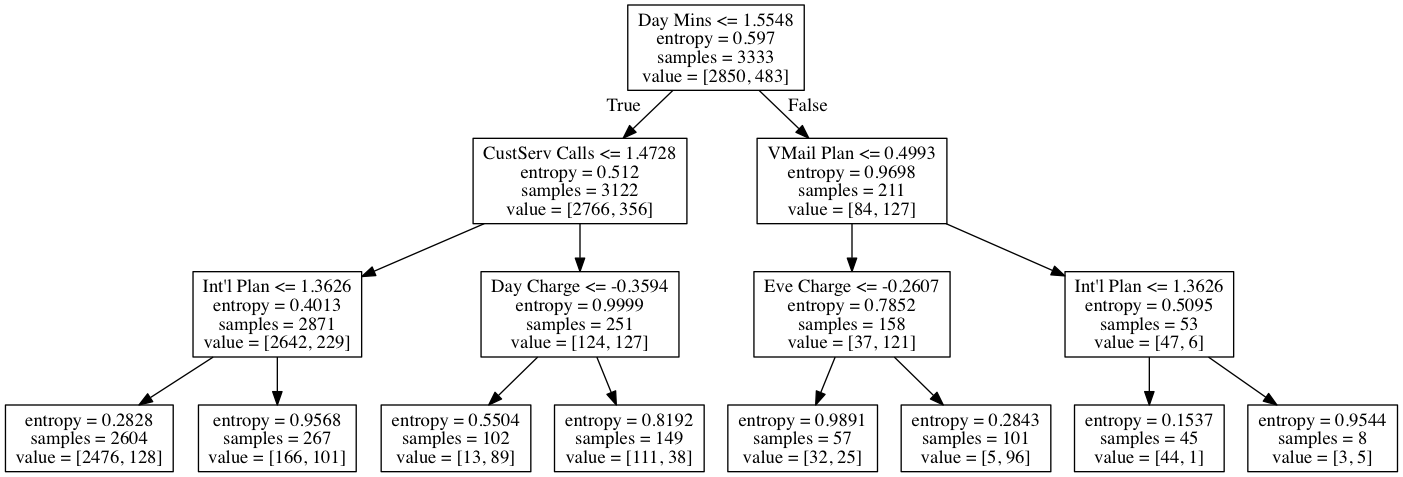 Day Mins <= 1.5548
entropy = 0.597
samples = 3333
value = [2850, 483]
True
False
CustServ Calls <= 1.4728
entropy = 0.512
samples = 3122
value = [2766, 356]
VMail Plan <= 0.4993
entropy = 0.9698
samples = 211
value = [84, 127]
Int'l Plan <= 1.3626
entropy = 0.4013
samples = 2871
value = [2642, 229]
Day Charge <= -0.3594
entropy = 0.9999
samples = 251
value = [124, 127]
Eve Charge <= -0.2607
entropy = 0.7852
samples = 158
value = [37, 121]
Int'l Plan <= 1.3626
entropy = 0.5095
samples = 53
value = [47, 6]
entropy = 0.2828
samples = 2604
value = [2476, 128]
entropy = 0.9568
samples = 267
value = [166, 101]
entropy = 0.5504
samples = 102
value = [13, 89]
entropy = 0.8192
samples = 149
value = [111, 38]
entropy = 0.9891
samples = 57
value = [32, 25]
entropy = 0.2843
samples = 101
value = [5, 96]
entropy = 0.1537
samples = 45
value = [44, 1]
entropy = 0.9544
samples = 8
value = [3, 5]